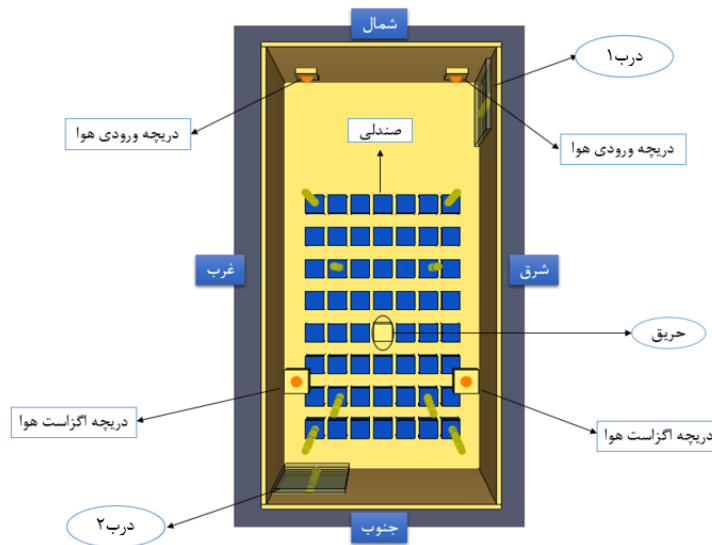 شمال
درب۱
دریچه ورودی هوا
صندلی
دریچه ورودی هوا
شرق
غرب
حریق
دریچه اگزاست هوا
دریچه اگزاست هوا
درب۲
جنوب